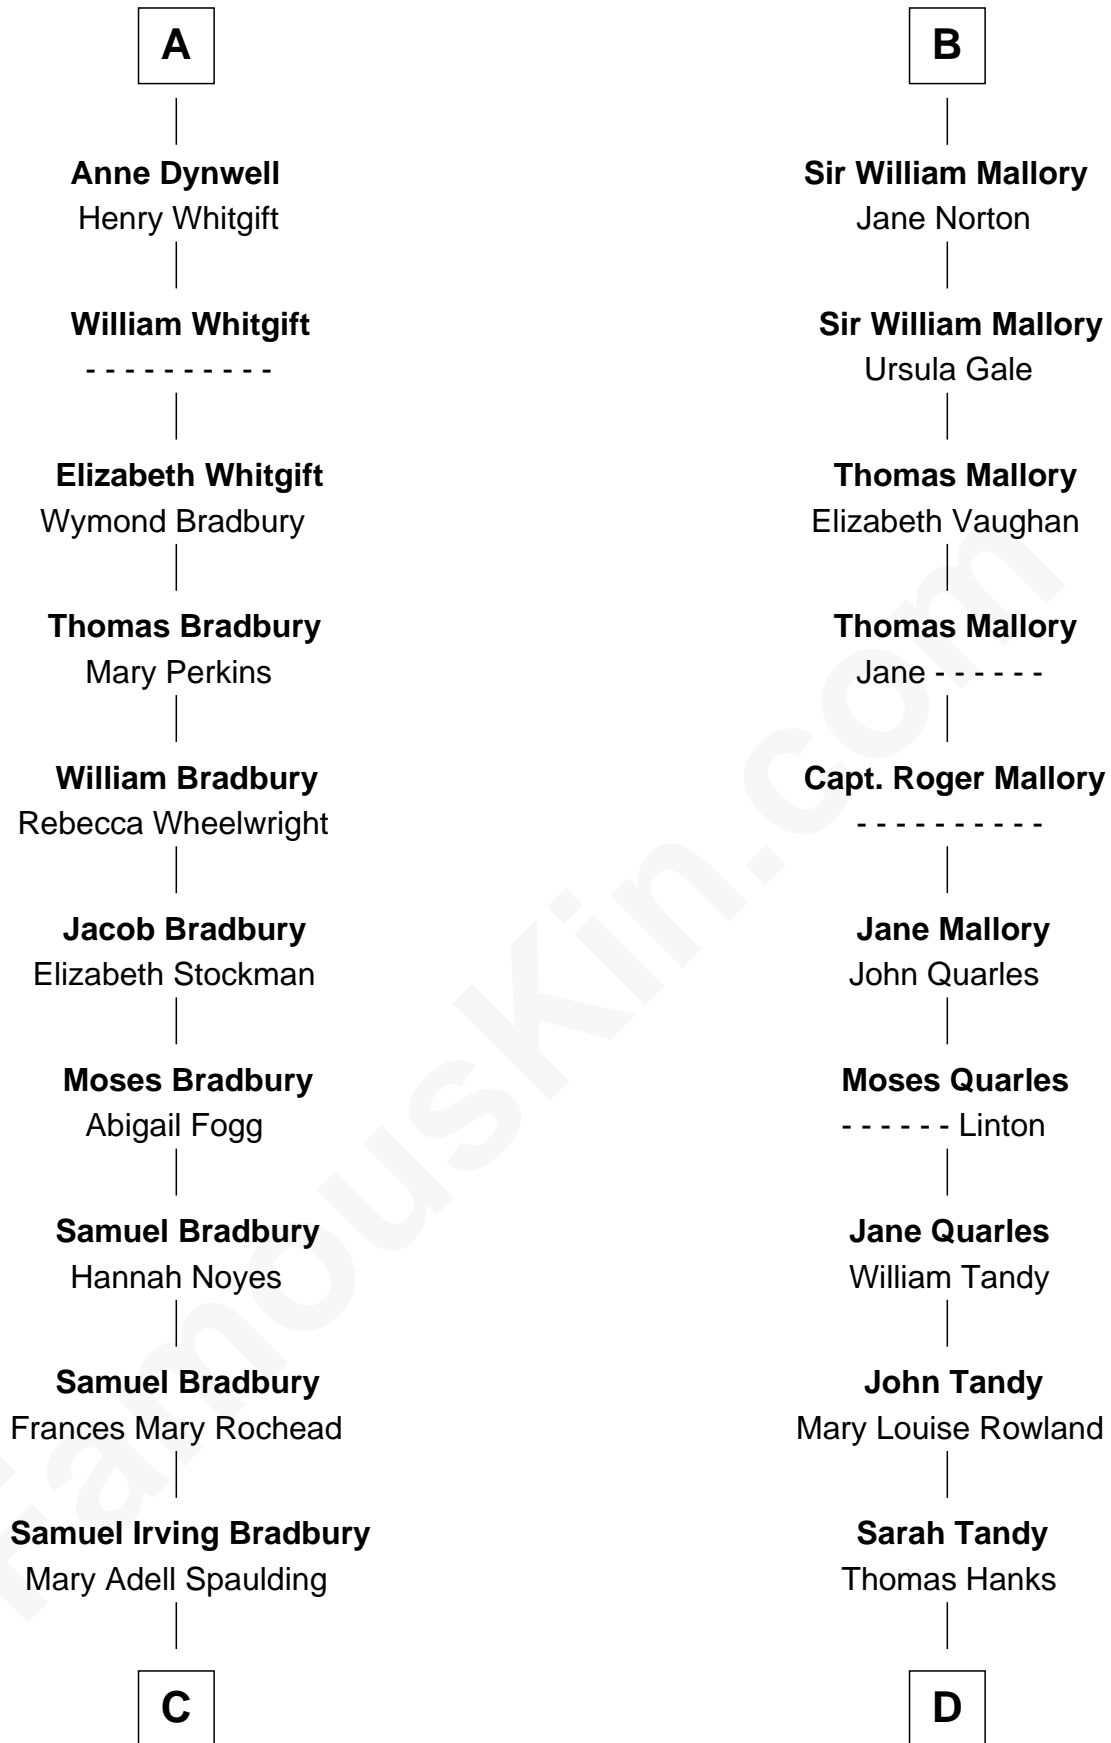 A
Anne Dynwell
Henry Whitgift
William Whitgift
- - - - - - - - - -
Elizabeth Whitgift
Wymond Bradbury
Thomas Bradbury
Mary Perkins
William Bradbury
Rebecca Wheelwright
Jacob Bradbury
Elizabeth Stockman
Moses Bradbury
Abigail Fogg
Samuel Bradbury
Hannah Noyes
Samuel Bradbury
Frances Mary Rochead
Samuel Irving Bradbury
Mary Adell Spaulding
C
B
Sir William Mallory
Jane Norton
Sir William Mallory
Ursula Gale
Thomas Mallory
Elizabeth Vaughan
Thomas Mallory
Jane - - - - - -
Capt. Roger Mallory
- - - - - - - - - -
Jane Mallory
John Quarles
Moses Quarles
- - - - - - Linton
Jane Quarles
William Tandy
John Tandy
Mary Louise Rowland
Sarah Tandy
Thomas Hanks
D
FamousKin.com